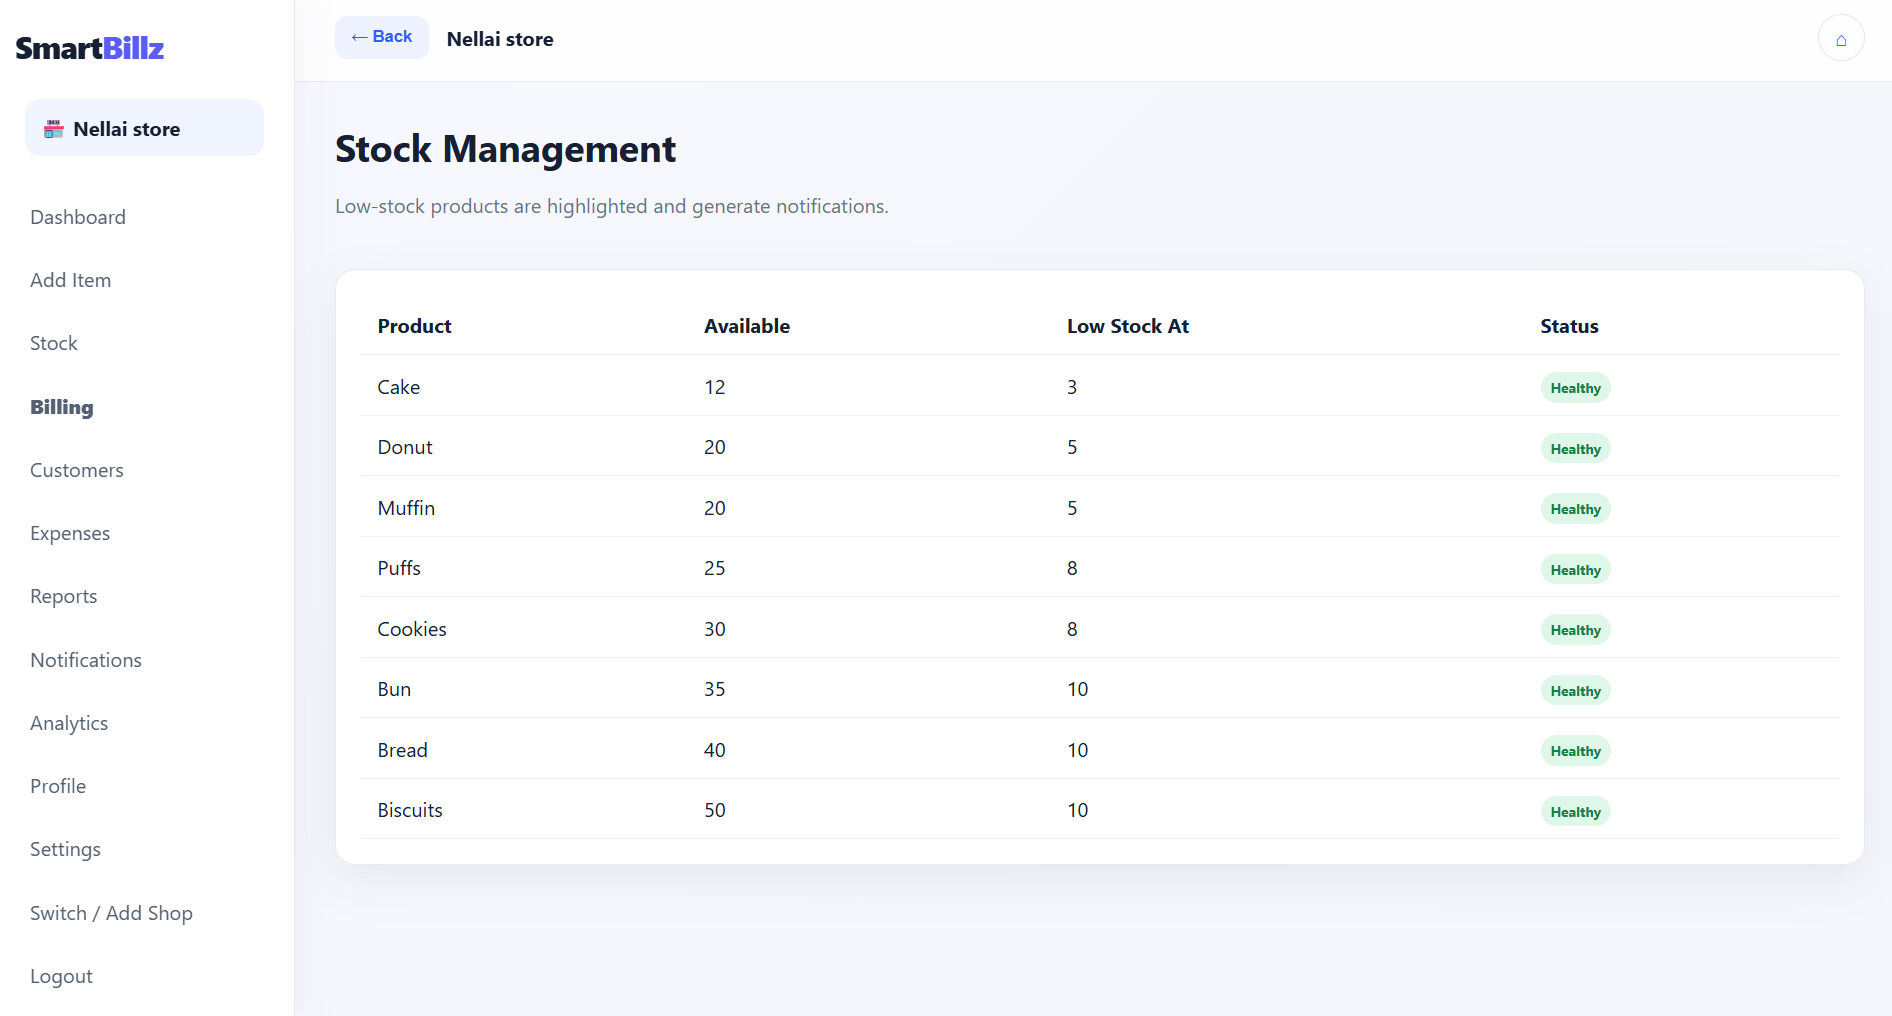 SmartBillz
Nellai store
Dashboard
Add Item
Stock
Billing
Customers
Expenses
Reports
Notifications
Analytics
Profile
Settings
Switch / Add Shop
Logout
← Back
Nellai store
Stock Management
Low-stock products are highlighted and generate notifications.
Product Available Low Stock At Status
Cake 12 3 Healthy
Donut 20 5 Healthy
Muffin 20 5 Healthy
Puffs 25 8 Healthy
Cookies 30 8 Healthy
Bun 35 10 Healthy
Bread 40 10 Healthy
Biscuits 50 10 Healthy